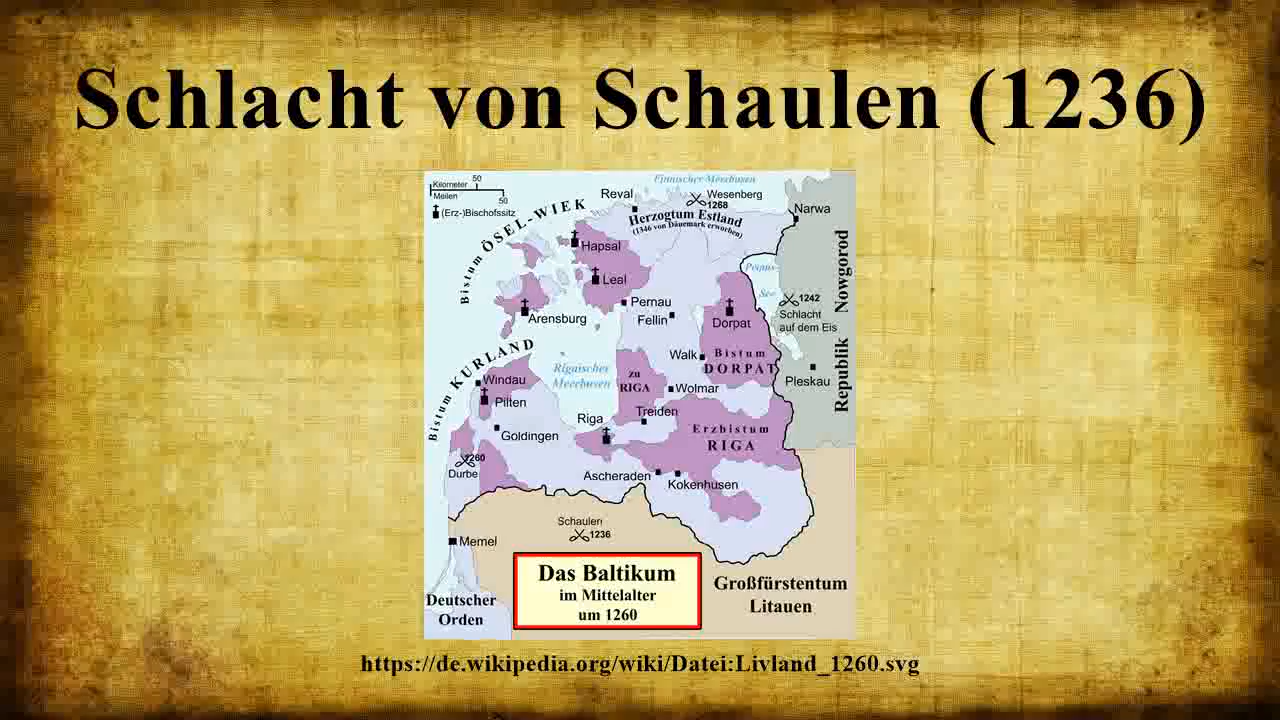 Schlacht von Schaulen (1236)
50
Kilometer
Meilen
50
(Erz-)Bischofssitz
Finnischer Meerbusen
Reval
Wesenberg
1268
Narwa
Herzogtum Estland
(1346 von Dänemark erworben)
Bistum ÖSEL-WIEK
Hapsal
Leal
Peipus-
See
Republik Nowgorod
Pernau
1242
Arensburg
Fellin
Dorpat
Schlacht
auf dem Eis
Bistum KURLAND
Walk
Bistum
DORPAT
Rigaischer
Meerbusen
zu
RIGA
Windau
Wolmar
Pleskau
Pilten
Riga
Treiden
Goldingen
Erzbistum
RIGA
1260
Durbe
Ascheraden
Kokenhusen
Schaulen
1236
Memel
Das Baltikum
im Mittelalter
um 1260
Großfürstentum
Litauen
Deutscher
Orden
https://de.wikipedia.org/wiki/Datei:Livland_1260.svg